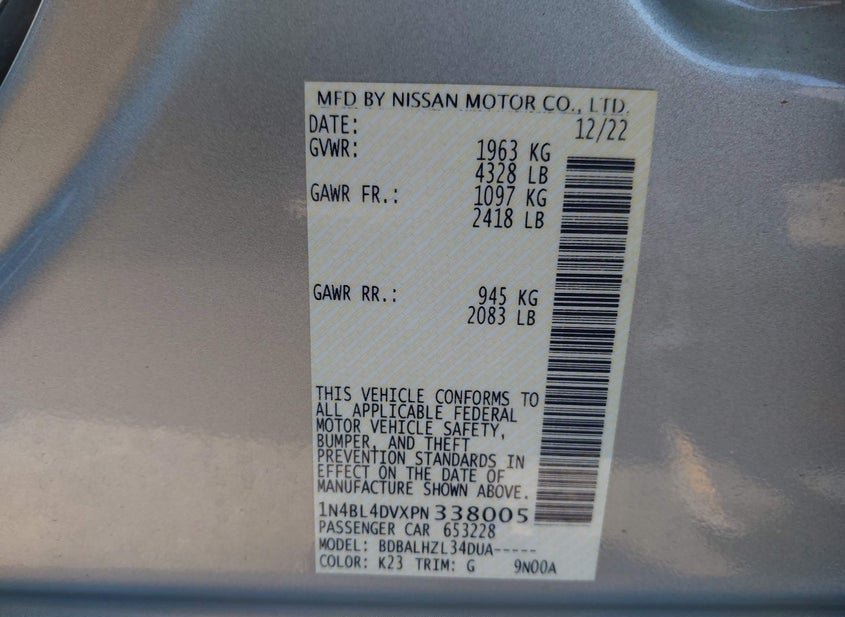 MFD BY NISSAN MOTOR CO., LTD.
DATE: 12/22
GVWR: 1963 KG
4328 LB
GAWR FR.: 1097 KG
2418 LB
GAWR RR.: 945 KG
2083 LB
THIS VEHICLE CONFORMS TO
ALL APPLICABLE FEDERAL
MOTOR VEHICLE SAFETY,
BUMPER, AND THEFT
PREVENTION STANDARDS IN
EFFECT ON THE DATE OF
MANUFACTURE SHOWN ABOVE.
1N4BL4DVXPN338005
PASSENGER CAR 653228
MODEL: BDBALHZL34DUA-----
COLOR: K23 TRIM: G 9N00A